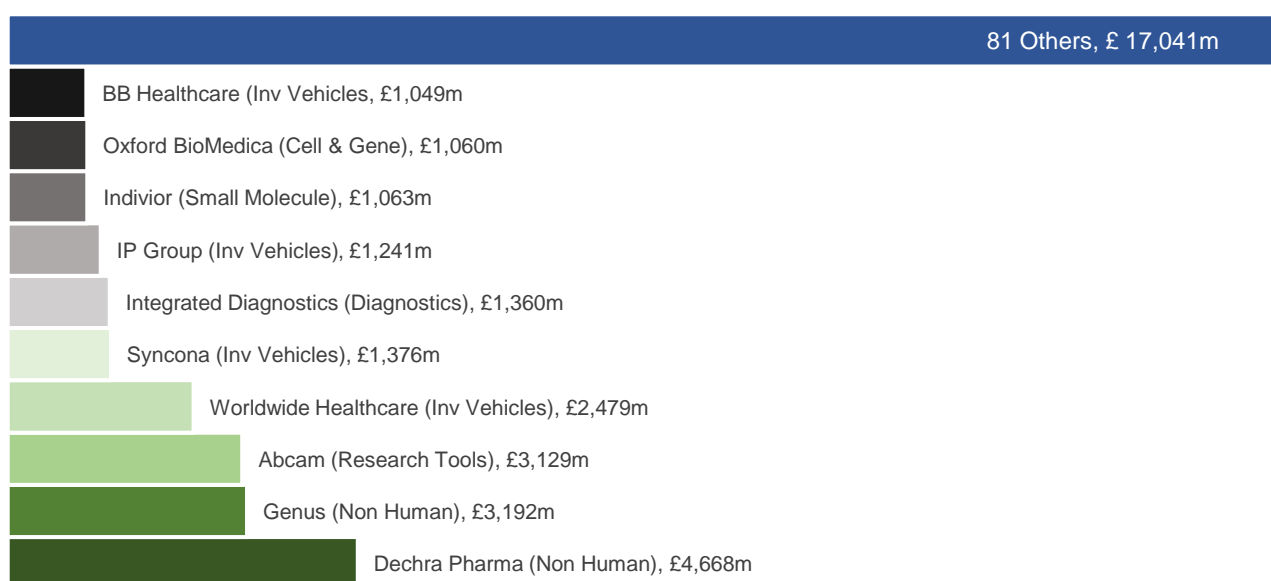 81 Others, £ 17,041m
BB Healthcare (Inv Vehicles, £1,049m
Oxford BioMedica (Cell & Gene), £1,060m
Indivior (Small Molecule), £1,063m
IP Group (Inv Vehicles), £1,241m
Integrated Diagnostics (Diagnostics), £1,360m
Syncona (Inv Vehicles), £1,376m
Worldwide Healthcare (Inv Vehicles), £2,479m
Abcam (Research Tools), £3,129m
Genus (Non Human), £3,192m
Dechra Pharma (Non Human), £4,668m